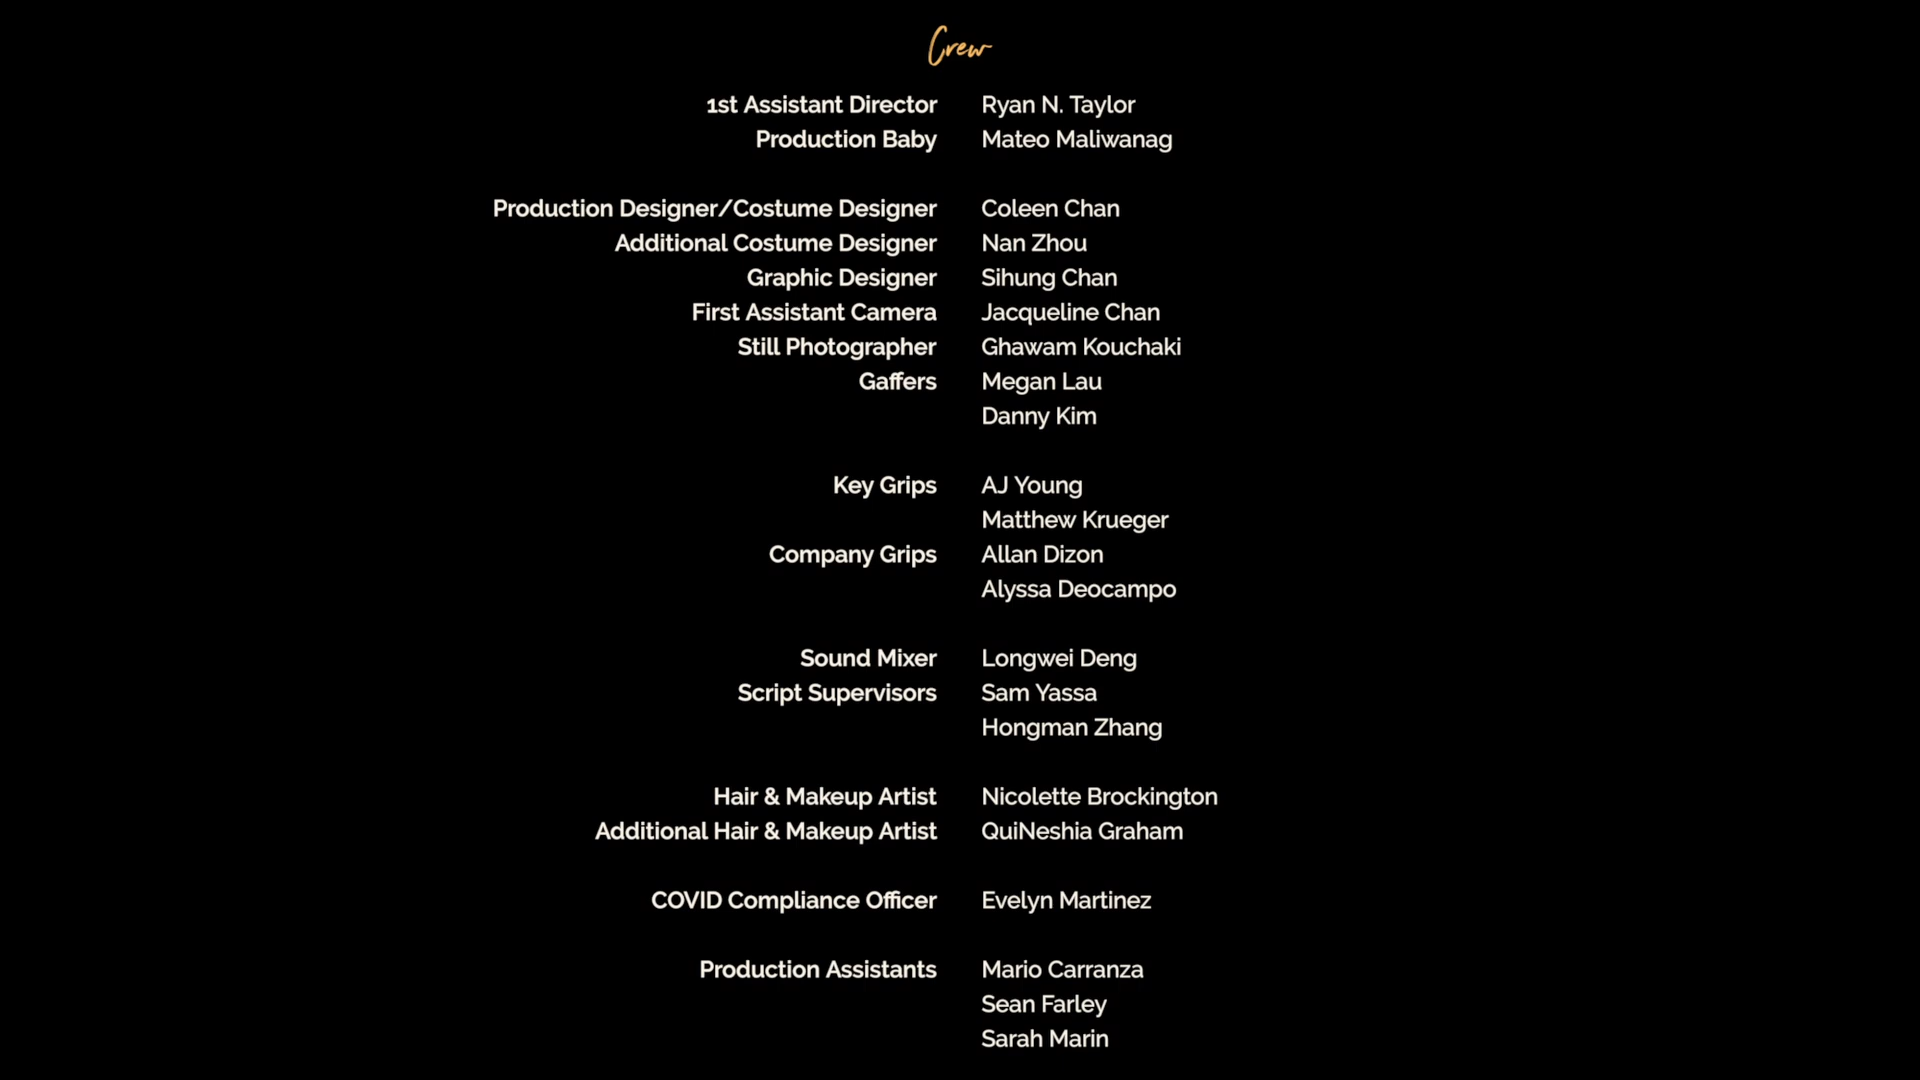 Crew
1st Assistant Director Ryan N. Taylor
Production Baby Mateo Maliwanag
Production Designer/Costume Designer Coleen Chan
Additional Costume Designer Nan Zhou
Graphic Designer Sihung Chan
First Assistant Camera Jacqueline Chan
Still Photographer Ghawam Kouchaki
Gaffers Megan Lau
Danny Kim
Key Grips AJ Young
Matthew Krueger
Company Grips Allan Dizon
Alyssa Deocampo
Sound Mixer Longwei Deng
Script Supervisors Sam Yassa
Hongman Zhang
Hair & Makeup Artist Nicolette Brockington
Additional Hair & Makeup Artist QuiNeshia Graham
COVID Compliance Officer Evelyn Martinez
Production Assistants Mario Carranza
Sean Farley
Sarah Marin